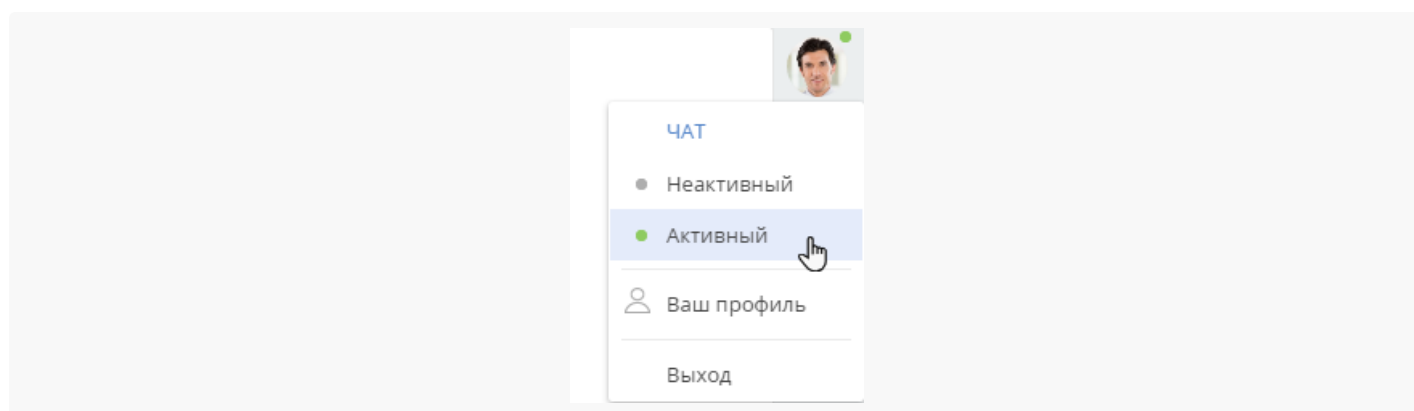 ЧАТ
Неактивный
Активный
Ваш профиль
Выход